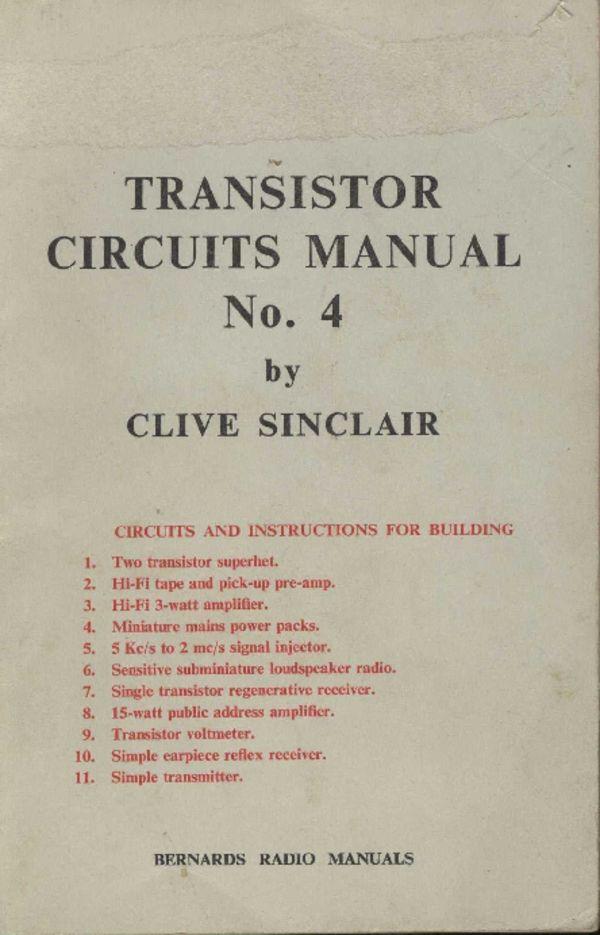 TRANSISTOR
CIRCUITS MANUAL
No. 4
by
CLIVE SINCLAIR
CIRCUITS AND INSTRUCTIONS FOR BUILDING
1. Two transistor superhet.
2. Hi-Fi tape and pick-up pre-amp.
3. Hi-Fi 3-watt amplifier.
4. Miniature mains power packs.
5. 5 Kc/s to 2 mc/s signal injector.
6. Sensitive subminiature loudspeaker radio.
7. Single transistor regenerative receiver.
8. 15-watt public address amplifier.
9. Transistor voltmeter.
10. Simple earpiece reflex receiver.
11. Simple transmitter.
BERNARDS RADIO MANUALS